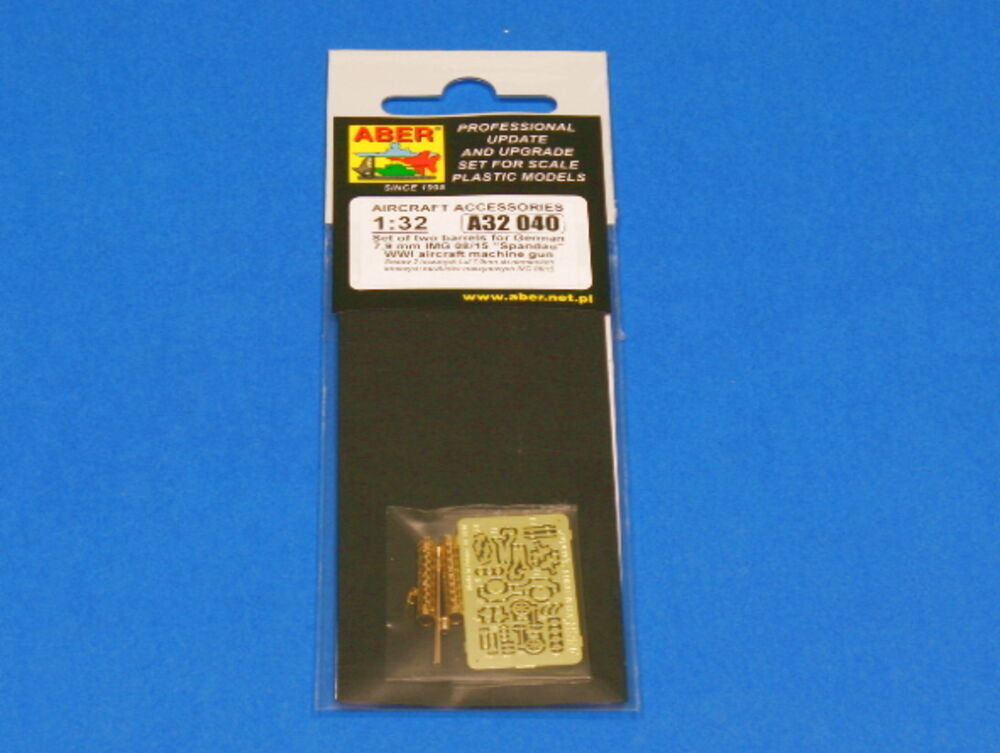 ABER
PROFESSIONAL
UPDATE
AND UPGRADE
SET FOR SCALE
PLASTIC MODELS
SINCE 1998
AIRCRAFT ACCESSORIES
1:32 A32 040
Set of two barrels for German
7,9 mm IMG 08/15 "Spandau"
WWI aircraft machine gun
www.aber.net.pl